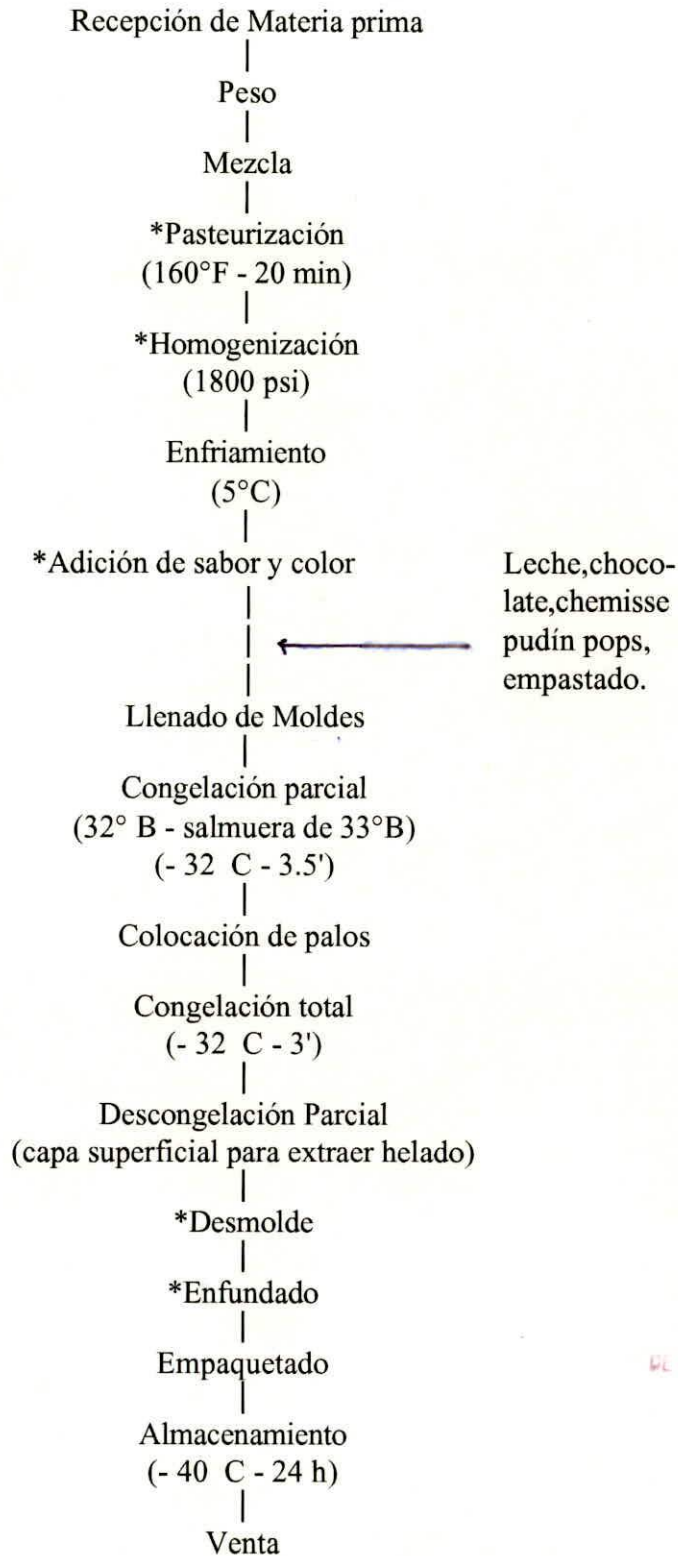 Recepción de Materia prima
Peso
Mezcla
*Pasteurización
(160°F - 20 min)
*Homogenización
(1800 psi)
Enfriamiento
(5°C)
*Adición de sabor y color
Leche,choco-
late,chemisse
pudín pops,
empastado.
Llenado de Moldes
Congelación parcial
(32° B - salmuera de 33°B)
(- 32  C - 3.5')
Colocación de palos
Congelación total
(- 32  C - 3')
Descongelación Parcial
(capa superficial para extraer helado)
*Desmolde
*Enfundado
Empaquetado
Almacenamiento
(- 40  C - 24 h)
Venta